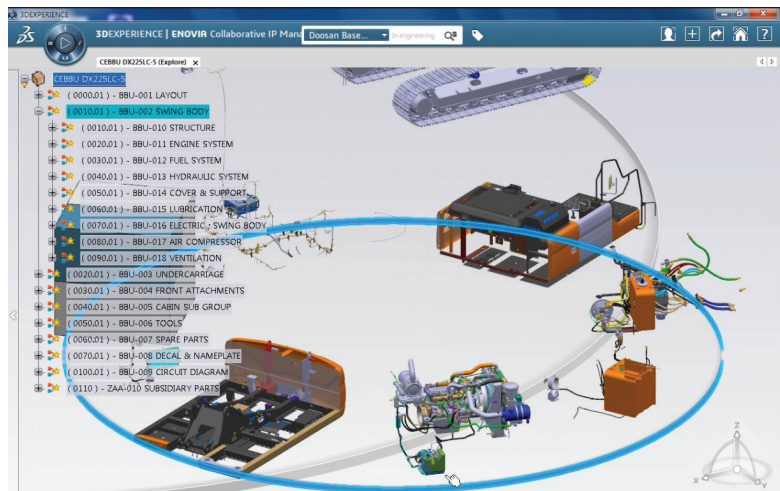 3DEXPERIENCE
3DEXPERIENCE | ENOVIA Collaborative IP Mana Doosan Base... In-engineering
CEBBU DX225LC-5 (Explore) x
CEBBU DX225LC-5
( 0000.01 ) - BBU-001 LAYOUT
( 0010.01 ) - BBU-002 SWING BODY
( 0010.01 ) - BBU-010 STRUCTURE
( 0020.01 ) - BBU-011 ENGINE SYSTEM
( 0030.01 ) - BBU-012 FUEL SYSTEM
( 0040.01 ) - BBU-013 HYDRAULIC SYSTEM
( 0050.01 ) - BBU-014 COVER & SUPPORT
( 0060.01 ) - BBU-015 LUBRICATION
( 0070.01 ) - BBU-016 ELECTRIC ; SWING BODY
( 0080.01 ) - BBU-017 AIR COMPRESSOR
( 0090.01 ) - BBU-018 VENTILATION
( 0020.01 ) - BBU-003 UNDERCARRIAGE
( 0030.01 ) - BBU-004 FRONT ATTACHMENTS
( 0040.01 ) - BBU-005 CABIN SUB GROUP
( 0050.01 ) - BBU-006 TOOLS
( 0060.01 ) - BBU-007 SPARE PARTS
( 0070.01 ) - BBU-008 DECAL & NAMEPLATE
( 0100.01 ) - BBU-009 CIRCUIT DIAGRAM
( 0110 ) - ZAA-010 SUBSIDIARY PARTS
Z
X
Y